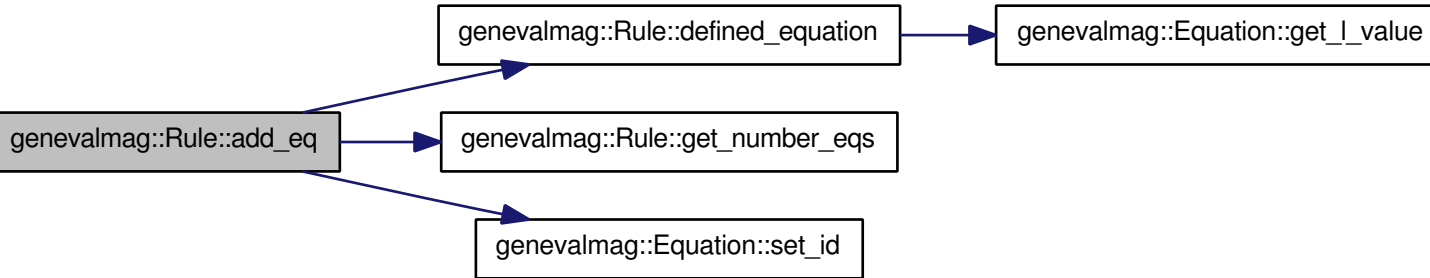 genevalmag::Rule::defined_equation
genevalmag::Equation::get_l_value
genevalmag::Rule::add_eq
genevalmag::Rule::get_number_eqs
genevalmag::Equation::set_id